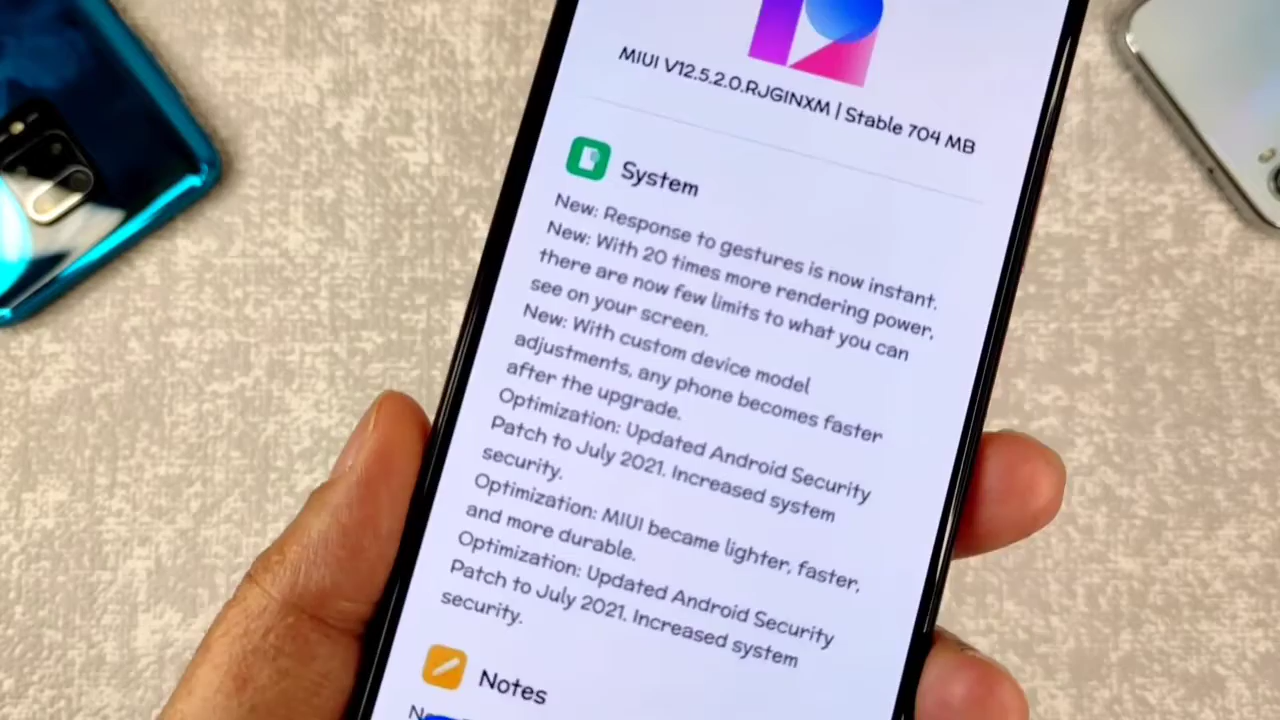 MIUI V12.5.2.0.RJGINXM | Stable 704 MB
System
New: Response to gestures is now instant.
New: With 20 times more rendering power,
there are now few limits to what you can
see on your screen.
New: With custom device model
adjustments, any phone becomes faster
after the upgrade.
Optimization: Updated Android Security
Patch to July 2021. Increased system
security.
Optimization: MIUI became lighter, faster,
and more durable.
Optimization: Updated Android Security
Patch to July 2021. Increased system
security.
Notes